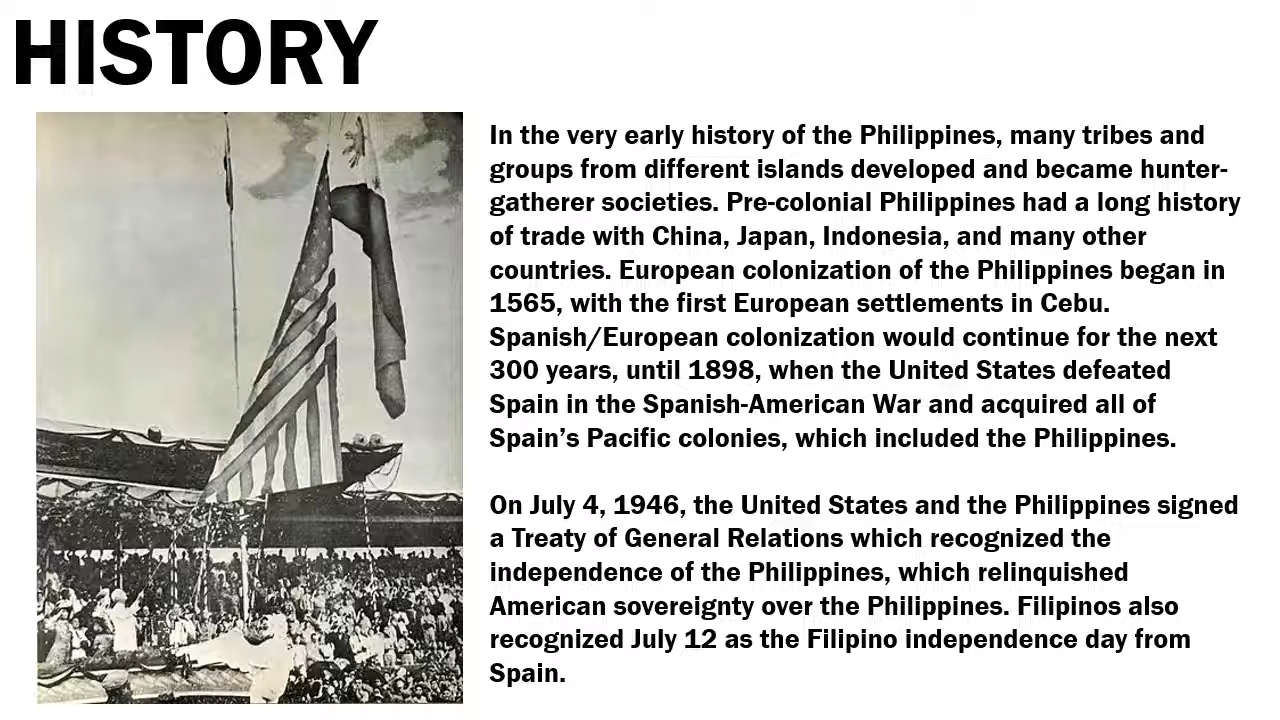 HISTORY
In the very early history of the Philippines, many tribes and
groups from different islands developed and became hunter-
gatherer societies. Pre-colonial Philippines had a long history
of trade with China, Japan, Indonesia, and many other
countries. European colonization of the Philippines began in
1565, with the first European settlements in Cebu.
Spanish/European colonization would continue for the next
300 years, until 1898, when the United States defeated
Spain in the Spanish-American War and acquired all of
Spain’s Pacific colonies, which included the Philippines.
On July 4, 1946, the United States and the Philippines signed
a Treaty of General Relations which recognized the
independence of the Philippines, which relinquished
American sovereignty over the Philippines. Filipinos also
recognized July 12 as the Filipino independence day from
Spain.